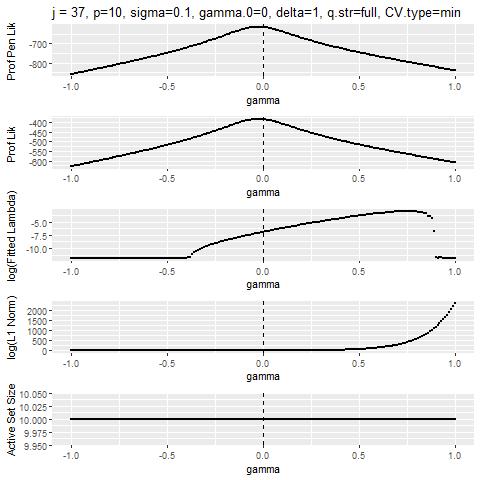 j = 37, p=10, sigma=0.1, gamma.0=0, delta=1, q.str=full, CV.type=min
Prof Pen Lik
-700
-800
-1.0 -0.5 0.0 0.5 1.0
gamma
Prof Lik
-400
-450
-500
-550
-600
-1.0 -0.5 0.0 0.5 1.0
gamma
log(Fitted Lambda)
-5.0
-7.5
-10.0
-1.0 -0.5 0.0 0.5 1.0
gamma
log(L1 Norm)
2000
1500
1000
500
0
-1.0 -0.5 0.0 0.5 1.0
gamma
Active Set Size
10.050
10.025
10.000
9.975
9.950
-1.0 -0.5 0.0 0.5 1.0
gamma